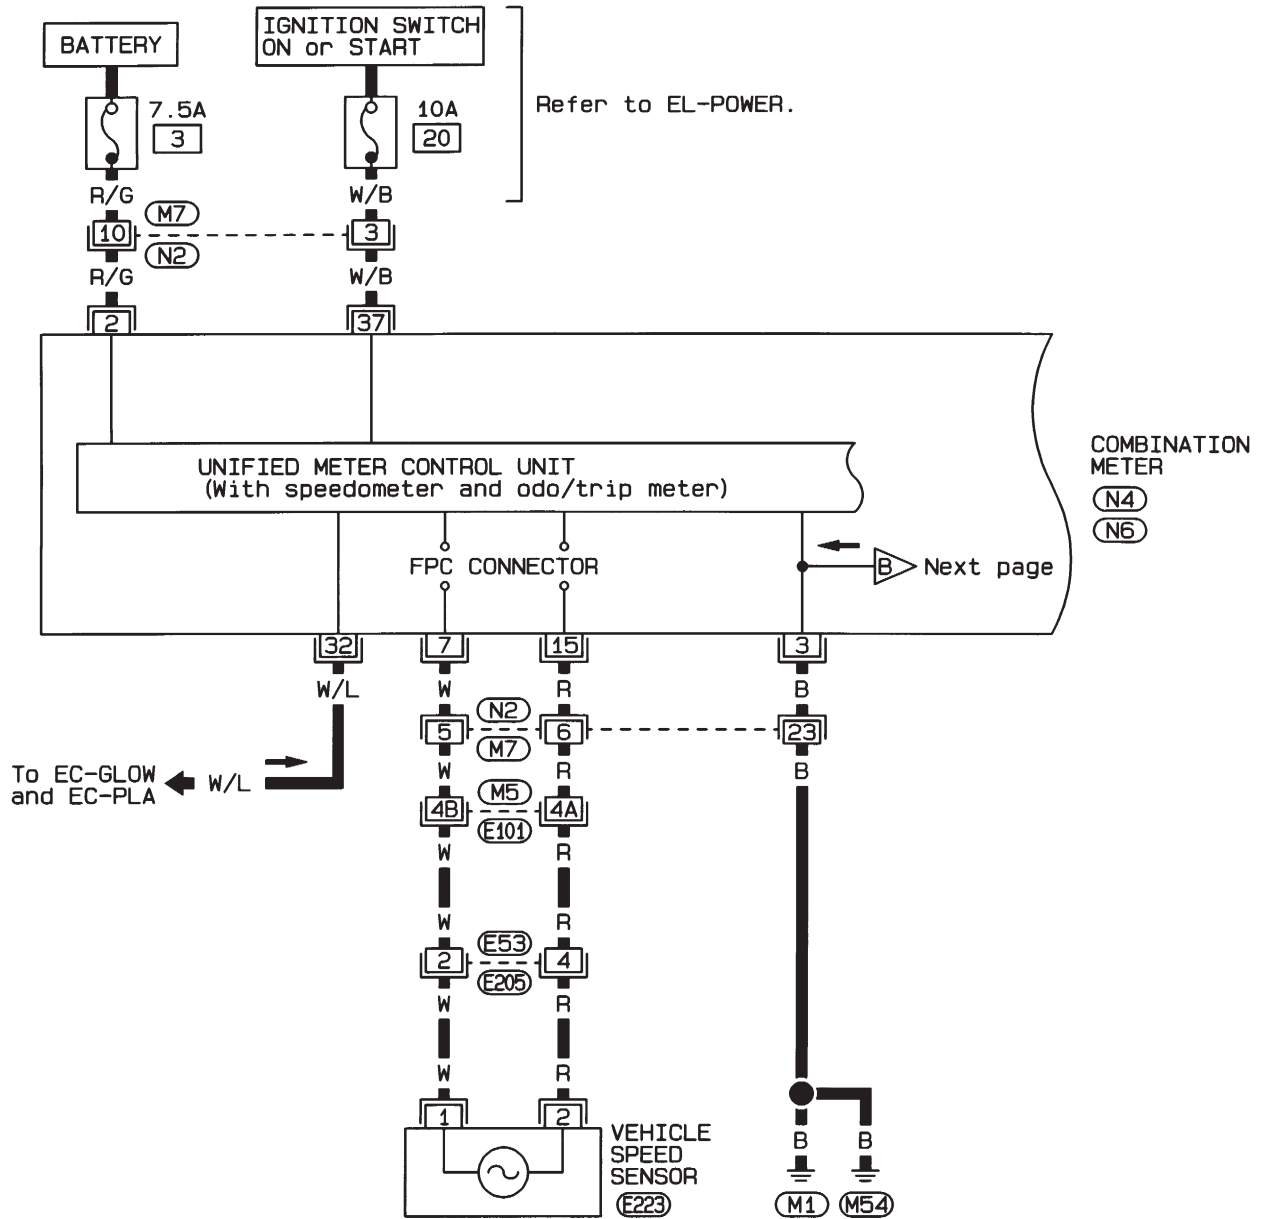 BATTERY
IGNITION SWITCH
ON or START
7.5A
3
10A
20
Refer to EL-POWER.
R/G
W/B
M7
10
3
N2
R/G
W/B
2
37
UNIFIED METER CONTROL UNIT
(With speedometer and odo/trip meter)
COMBINATION
METER
N4
N6
FPC CONNECTOR
B
Next page
32
7
15
3
W/L
W
R
B
N2
5
6
23
M7
W
R
B
To EC-GLOW
and EC-PLA
W/L
M5
4B
4A
E101
W
R
W
R
E53
2
4
E205
W
R
W
R
1
2
VEHICLE
SPEED
SENSOR
E223
B
B
M1
M54